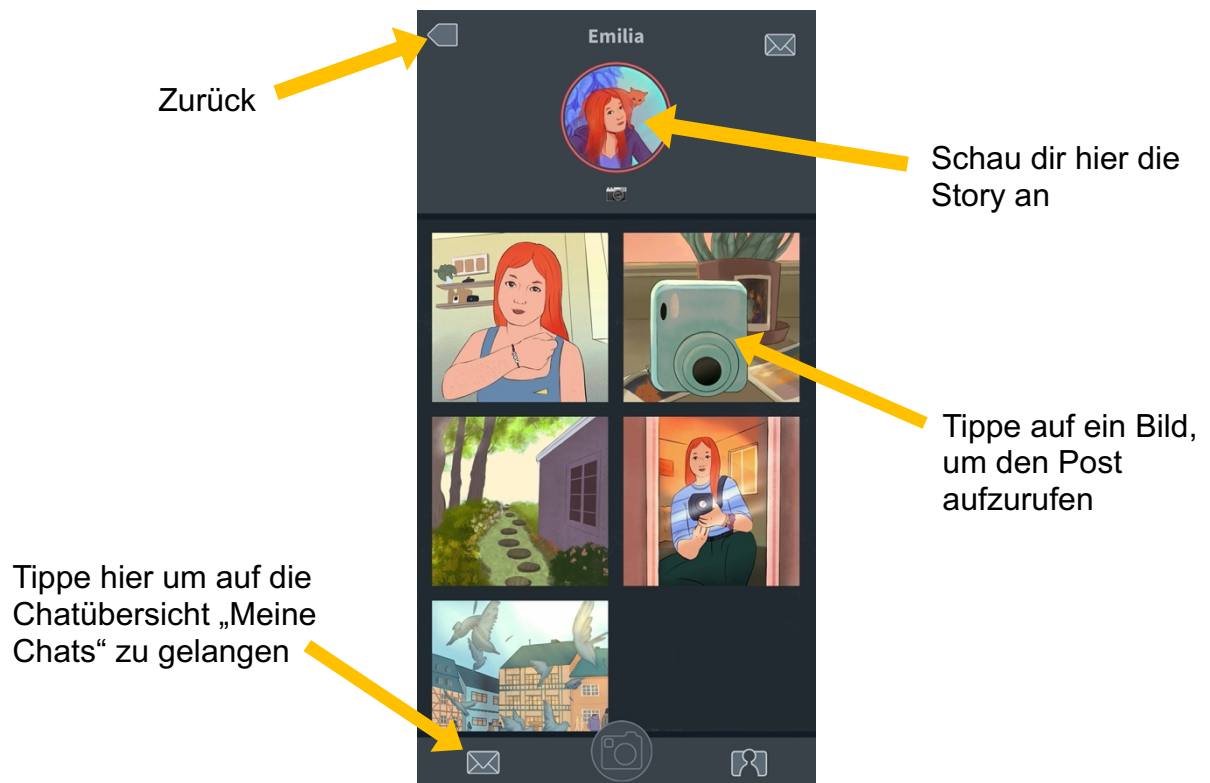 Emilia
Zurück
Schau dir hier die
Story an
Tippe auf ein Bild,
um den Post
aufzurufen
Tippe hier um auf die
Chatübersicht „Meine
Chats“ zu gelangen